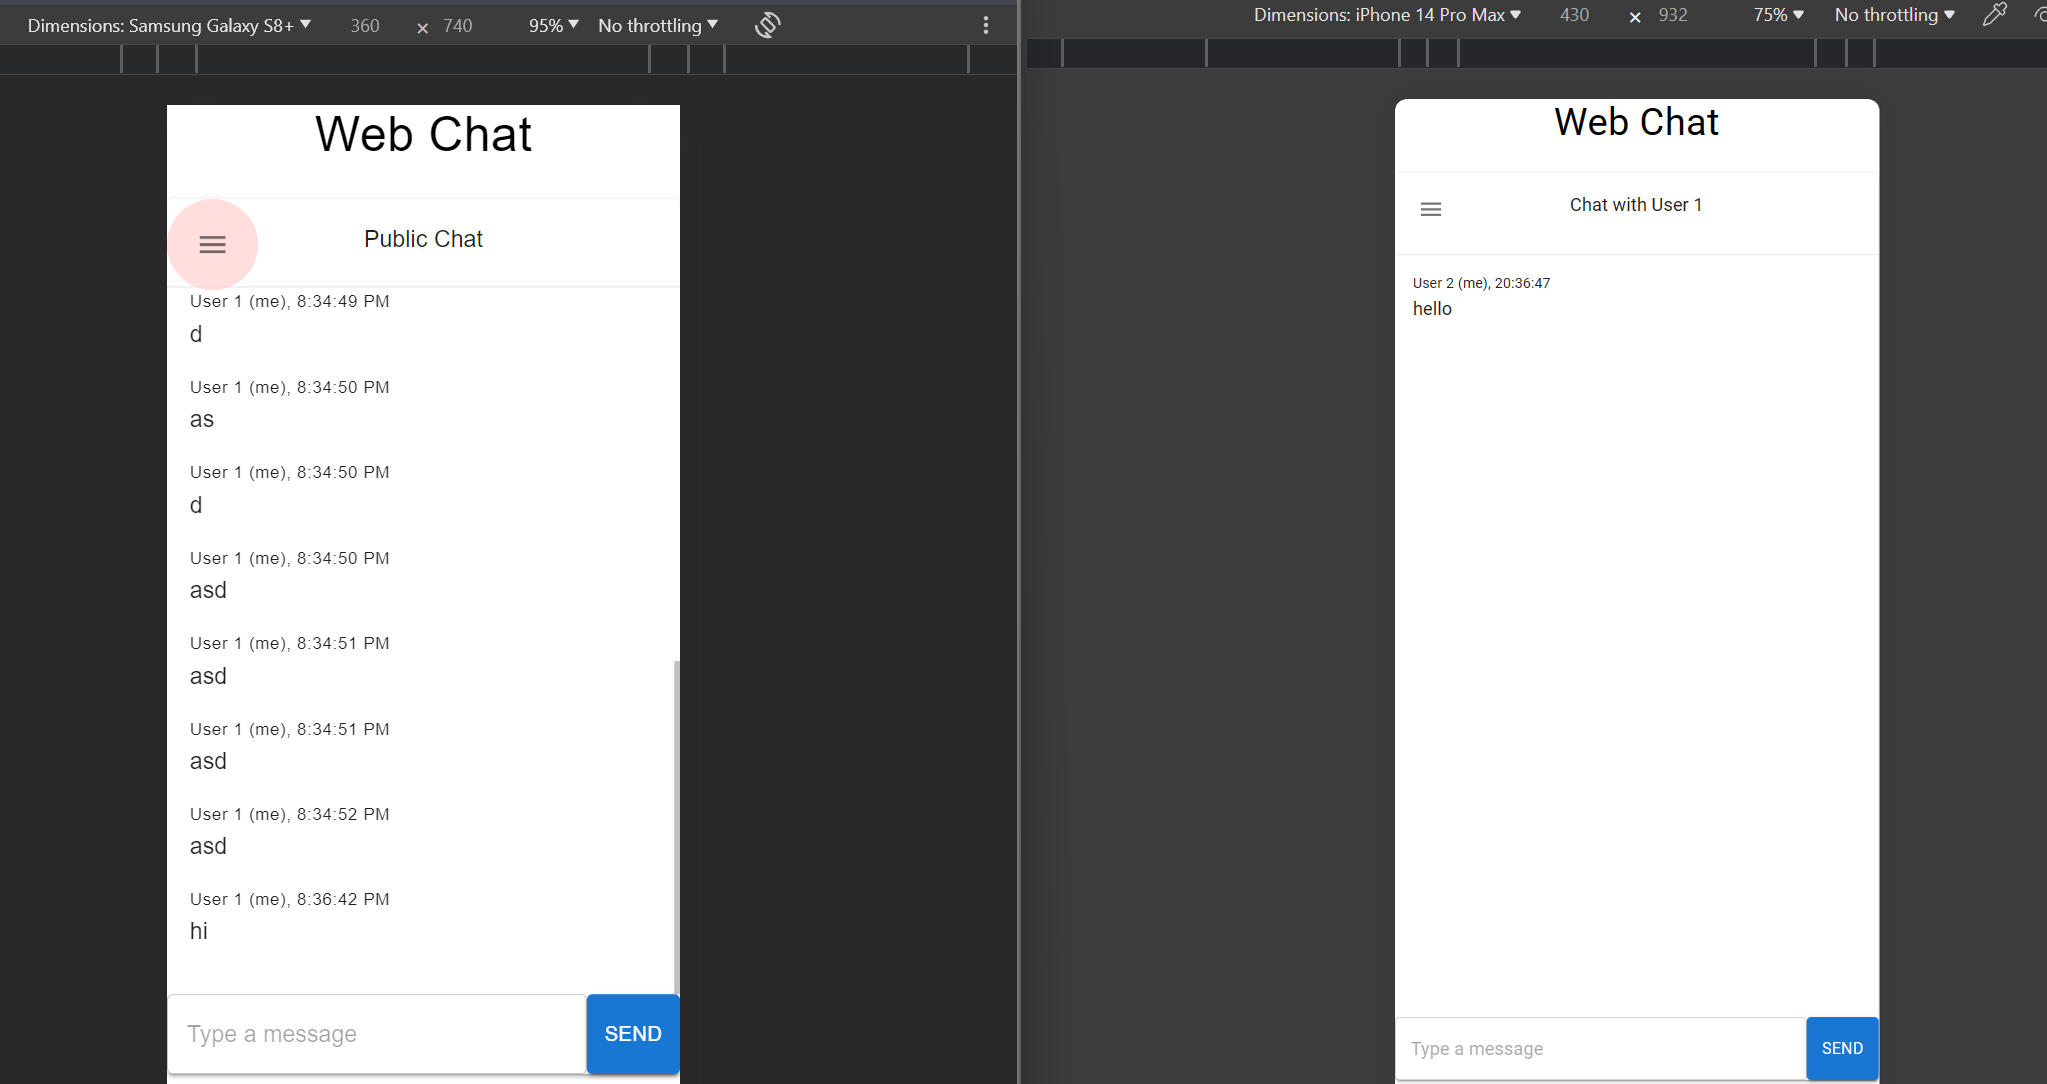 Dimensions: Samsung Galaxy S8+ 360 × 740 95% No throttling
Web Chat
Public Chat
User 1 (me), 8:34:49 PM
d
User 1 (me), 8:34:50 PM
as
User 1 (me), 8:34:50 PM
d
User 1 (me), 8:34:50 PM
asd
User 1 (me), 8:34:51 PM
asd
User 1 (me), 8:34:51 PM
asd
User 1 (me), 8:34:52 PM
asd
User 1 (me), 8:36:42 PM
hi
Type a message SEND
Dimensions: iPhone 14 Pro Max 430 × 932 75% No throttling
Web Chat
Chat with User 1
User 2 (me), 20:36:47
hello
Type a message SEND